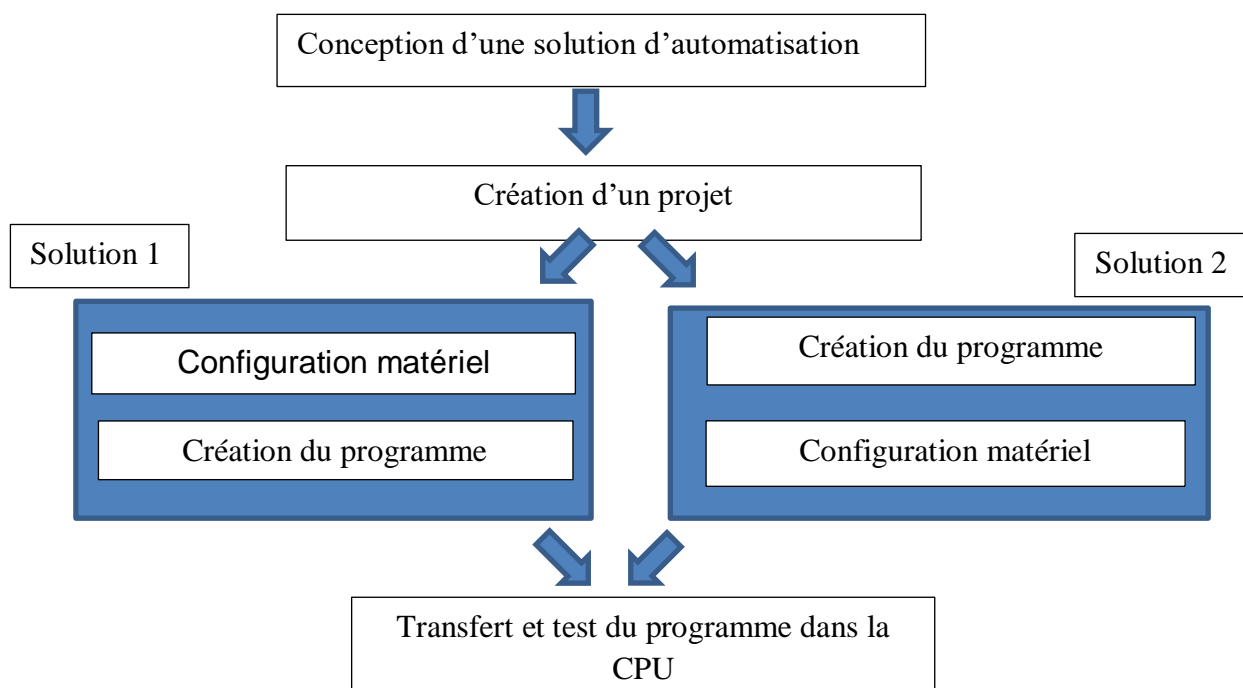 Conception d’une solution d’automatisation
Création d’un projet
Solution 1
Configuration matériel
Création du programme
Solution 2
Création du programme
Configuration matériel
Transfert et test du programme dans la
CPU